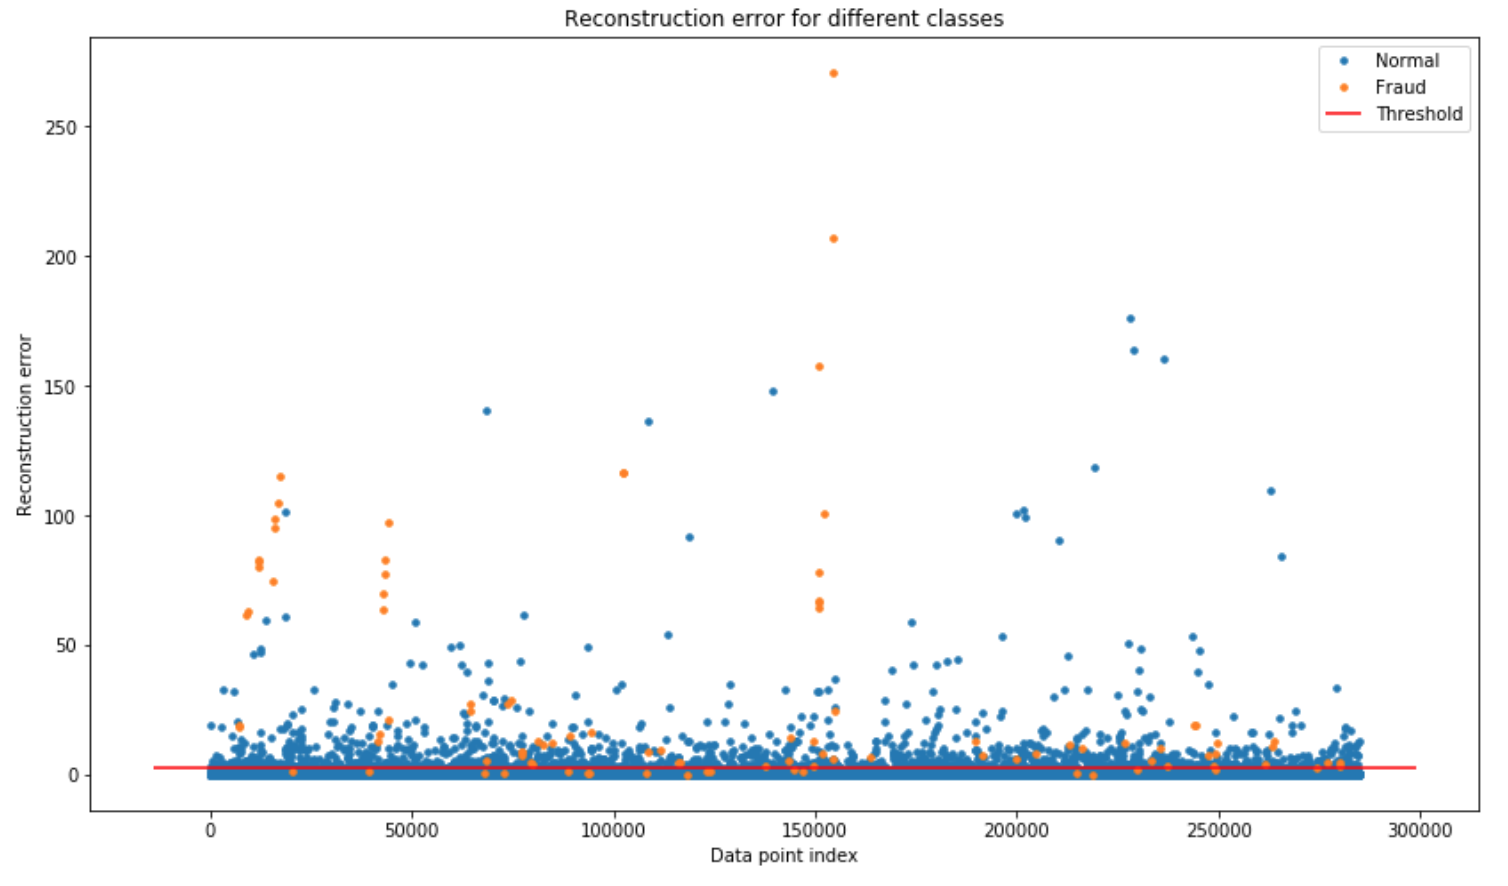 Reconstruction error for different classes
Normal
Fraud
Threshold
250
200
150
100
50
0
Reconstruction error
0
50000
100000
150000
200000
250000
300000
Data point index